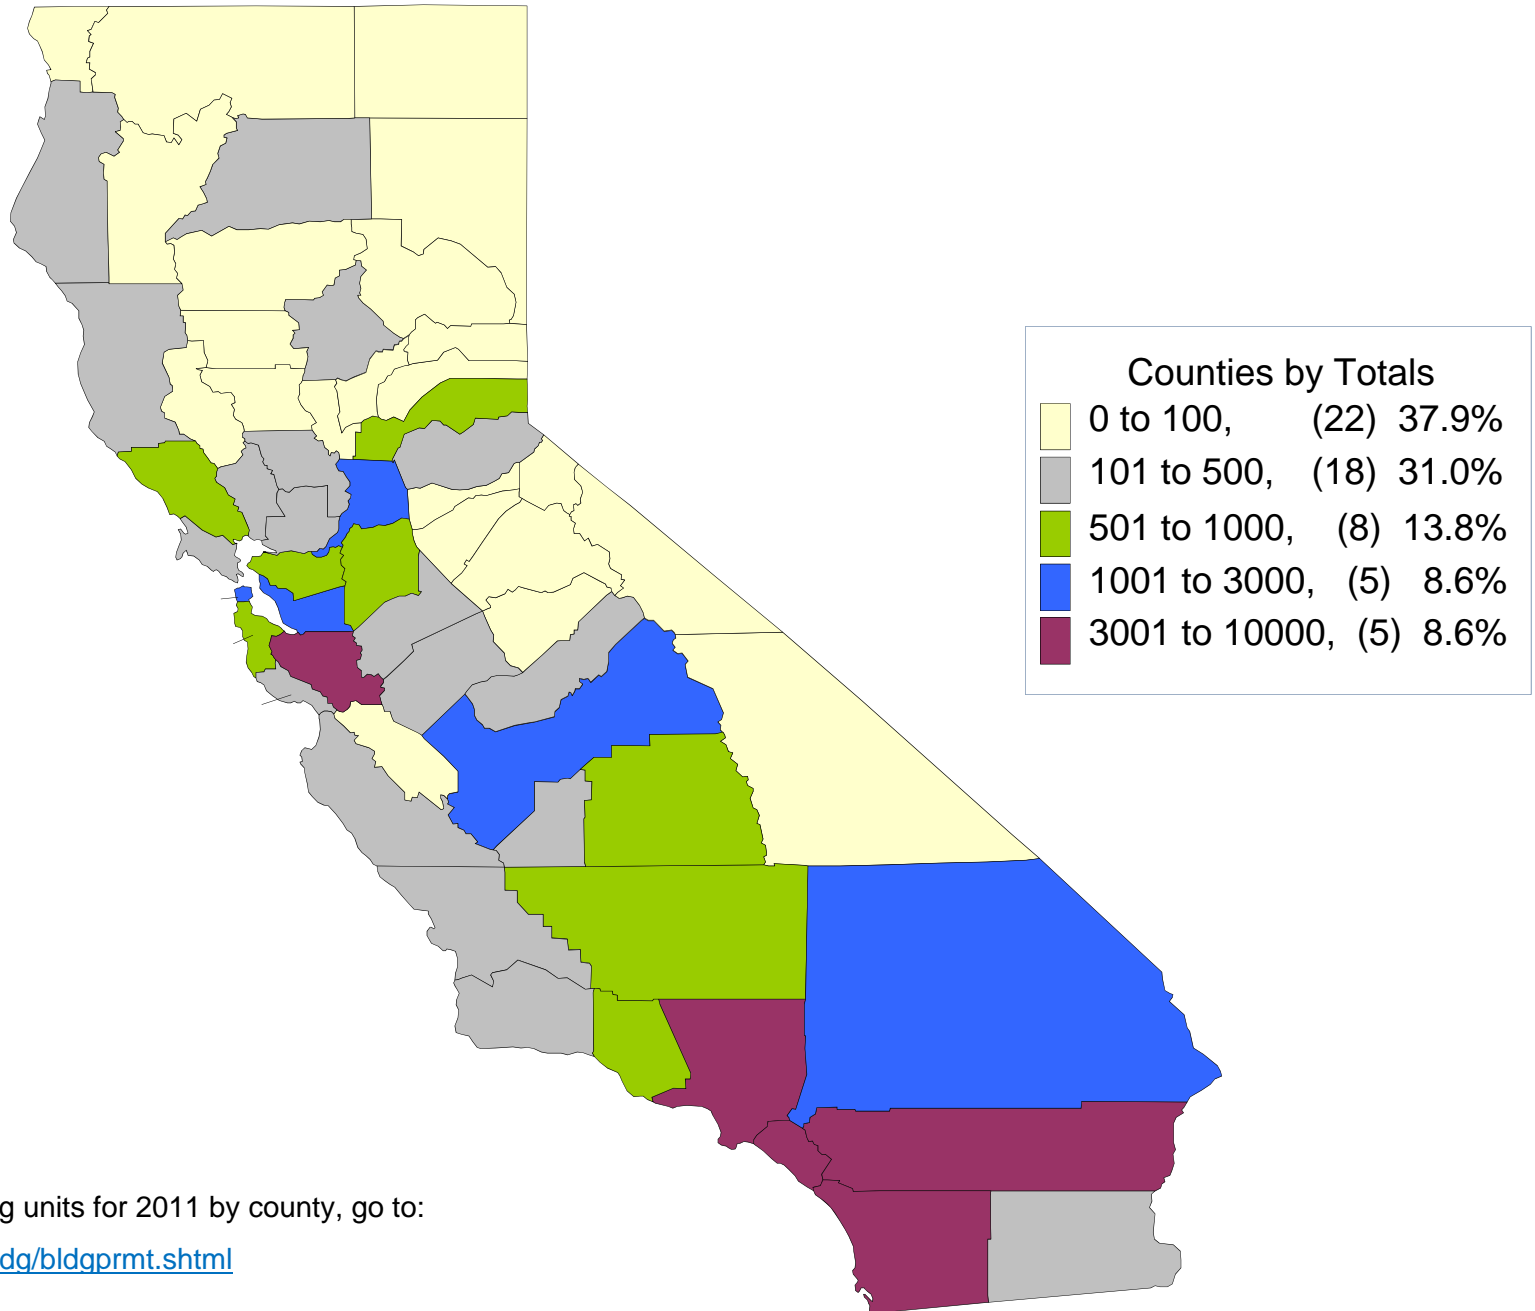 Counties by Totals
0 to 100, (22) 37.9%
101 to 500, (18) 31.0%
501 to 1000, (8) 13.8%
1001 to 3000, (5) 8.6%
3001 to 10000, (5) 8.6%
g units for 2011 by county, go to:
dg/bldgprmt.shtml